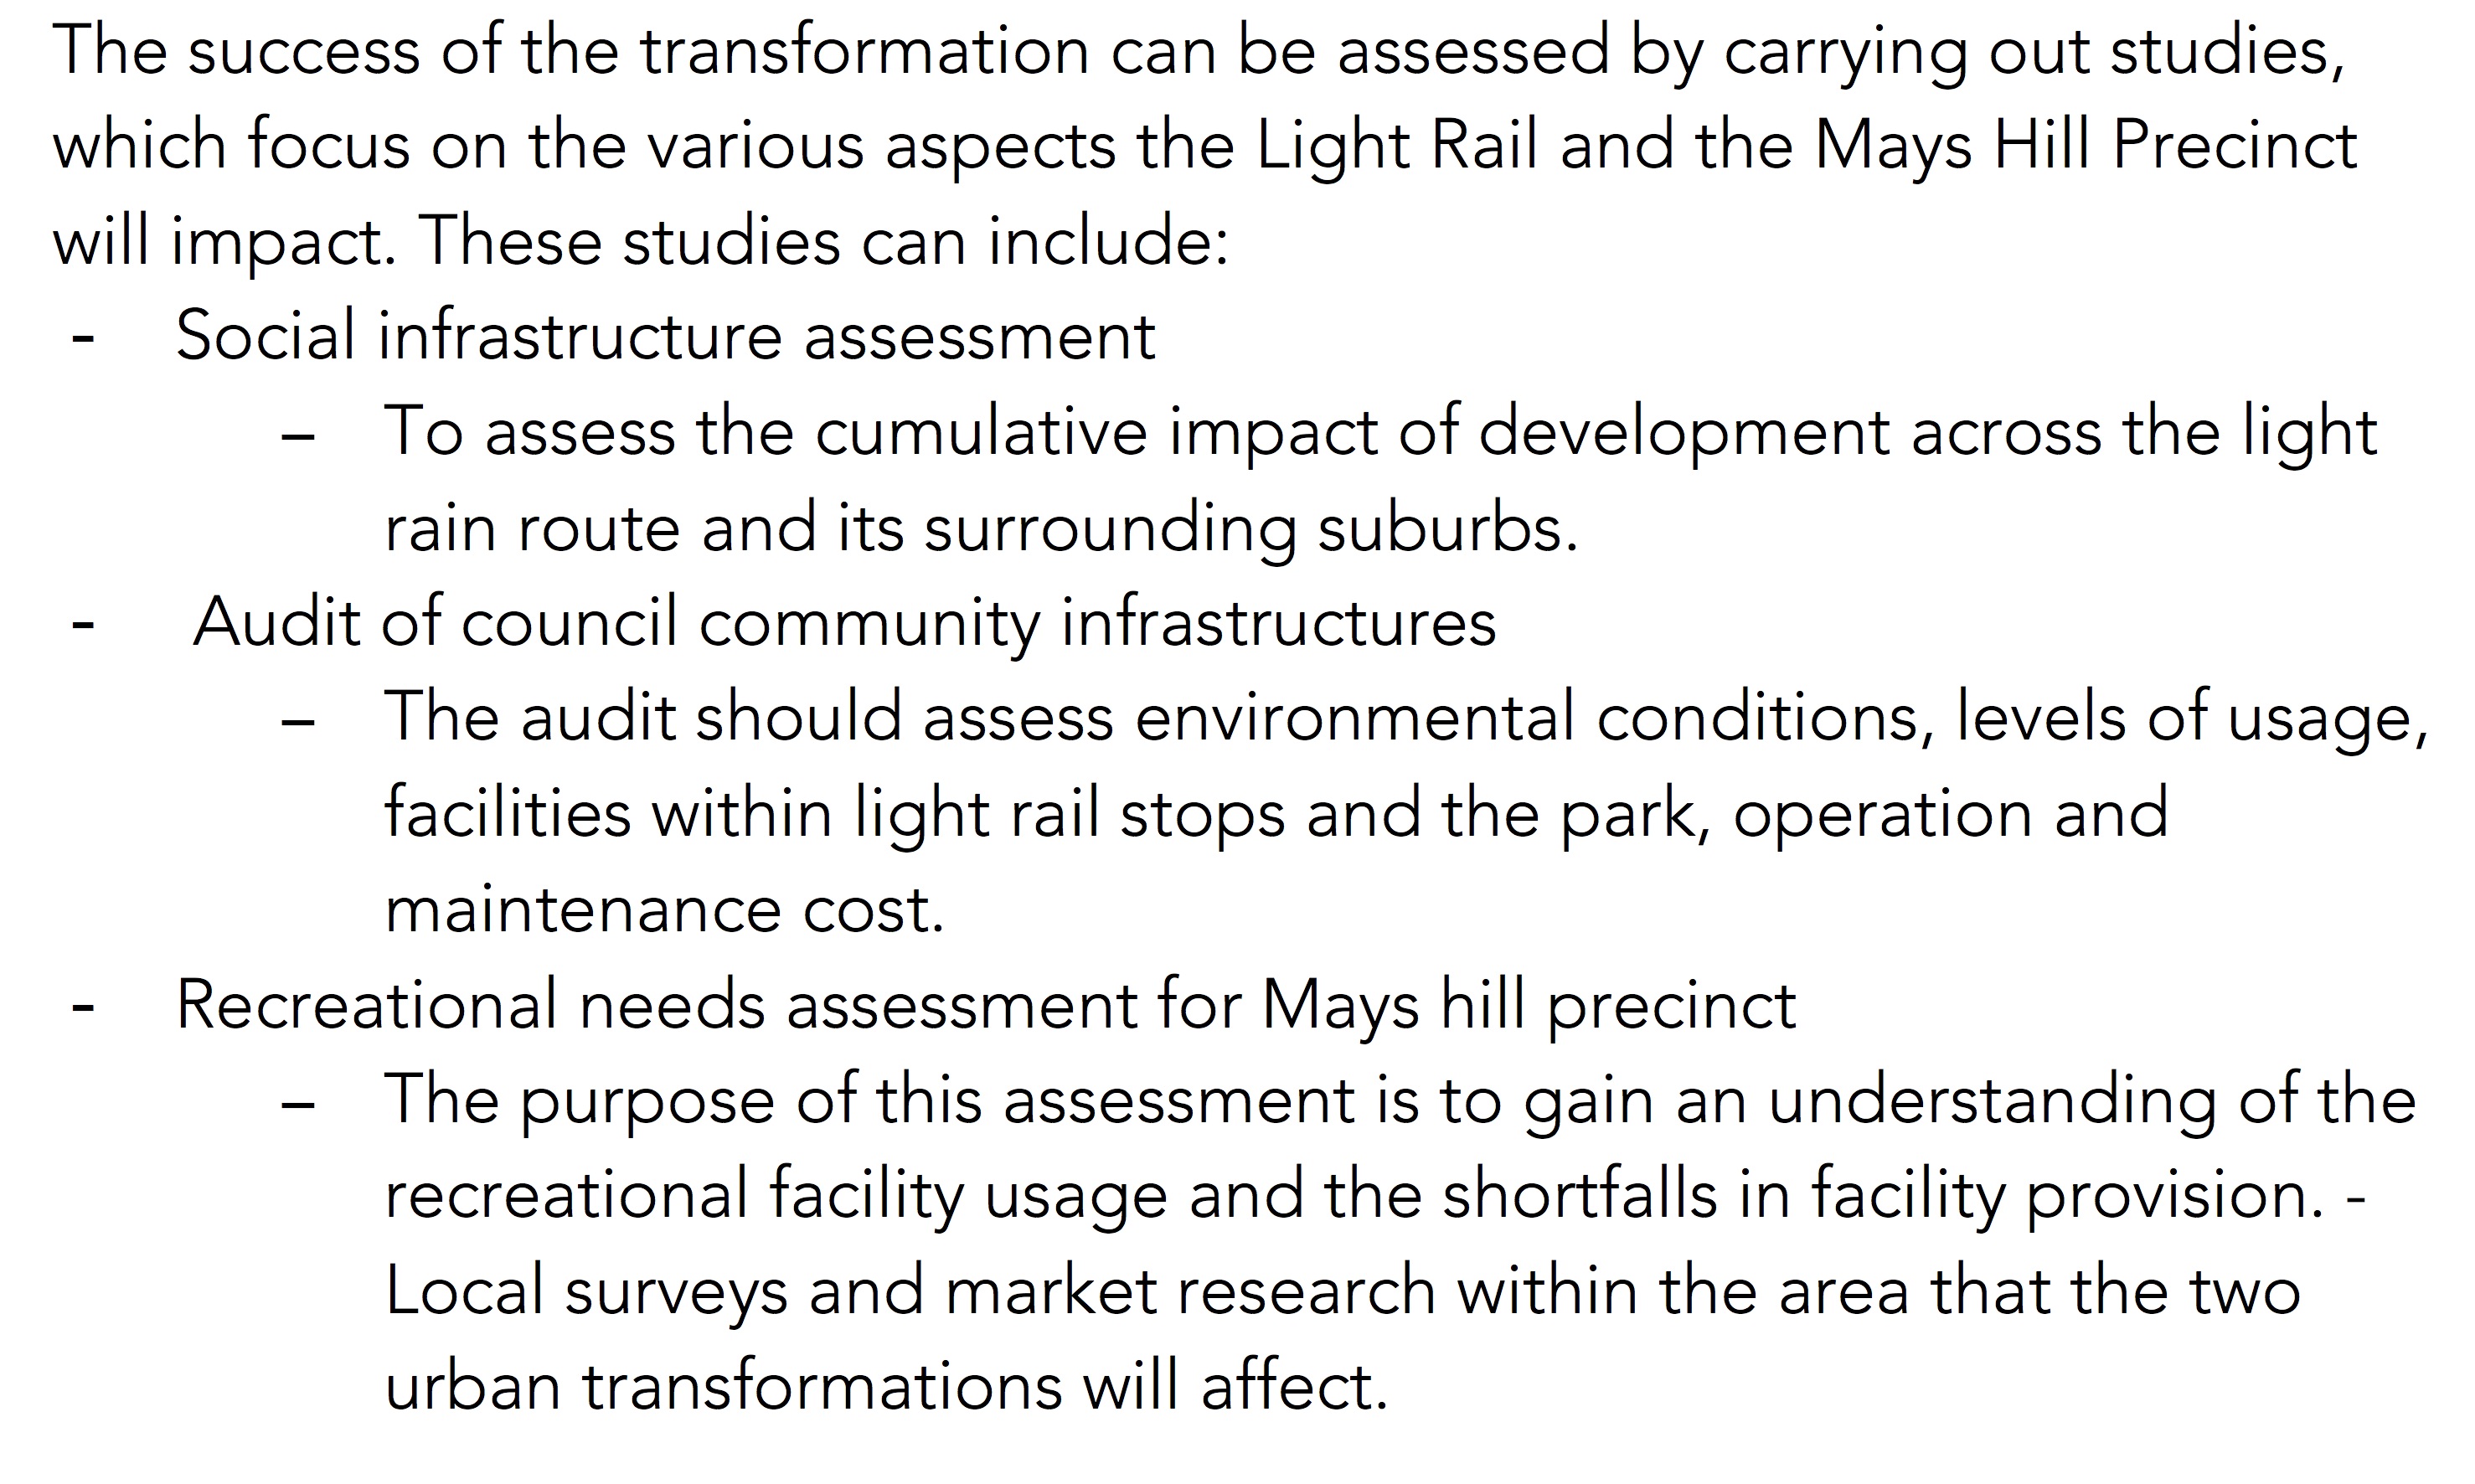 The success of the transformation can be assessed by carrying out studies,
which focus on the various aspects the Light Rail and the Mays Hill Precinct
will impact. These studies can include:
- Social infrastructure assessment
– To assess the cumulative impact of development across the light
rain route and its surrounding suburbs.
- Audit of council community infrastructures
– The audit should assess environmental conditions, levels of usage,
facilities within light rail stops and the park, operation and
maintenance cost.
- Recreational needs assessment for Mays hill precinct
– The purpose of this assessment is to gain an understanding of the
recreational facility usage and the shortfalls in facility provision. -
Local surveys and market research within the area that the two
urban transformations will affect.